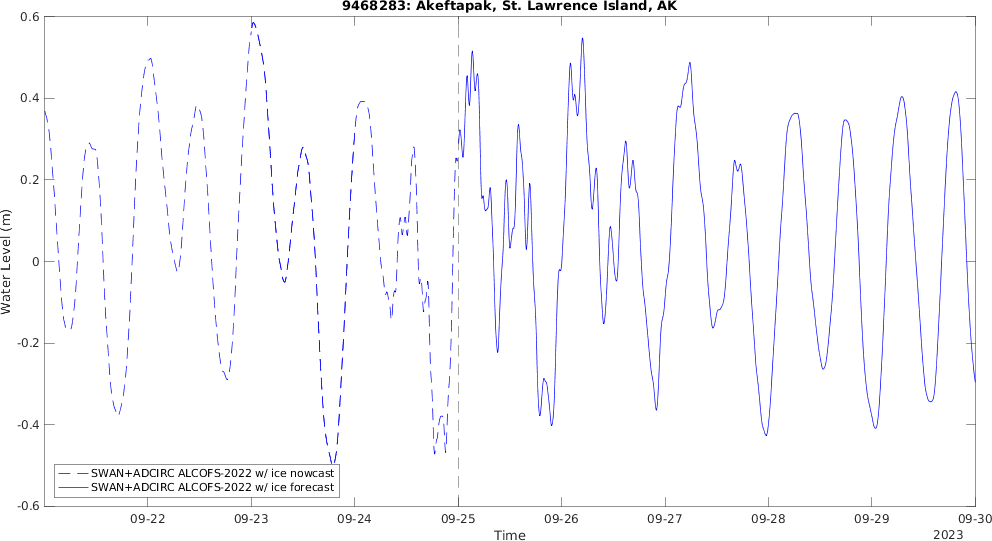 9468283: Akeftapak, St. Lawrence Island, AK
0.6
0.4
0.2
0
-0.2
-0.4
-0.6
Water Level (m)
SWAN+ADCIRC ALCOFS-2022 w/ ice nowcast
SWAN+ADCIRC ALCOFS-2022 w/ ice forecast
09-22 09-23 09-24 09-25 09-26 09-27 09-28 09-29 09-30
2023
Time